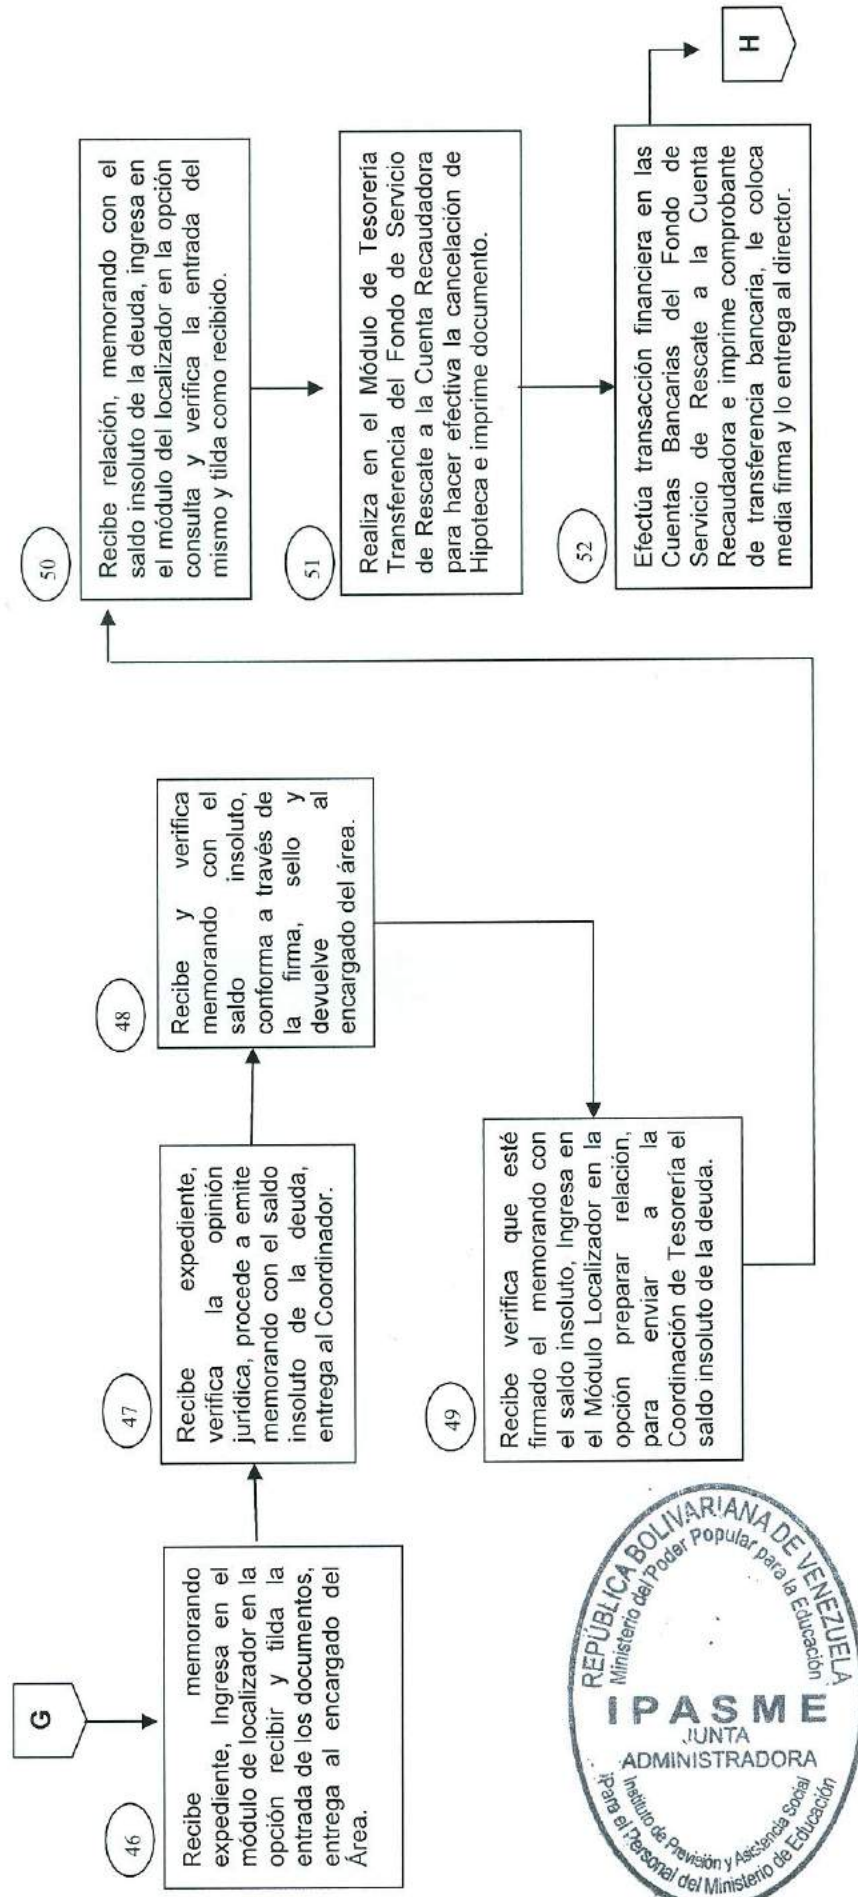 G
46
Recibe memorando
expediente, Ingresa en el
módulo de localizador en la
opción recibir y tilda la
entrada de los documentos,
entrega al encargado del
Área.
47
Recibe expediente,
verifica la opinión
jurídica, procede a emite
memorando con el saldo
insoluto de la deuda,
entrega al Coordinador.
48
Recibe y verifica
memorando con el
saldo insoluto,
conforma a través de
la firma, sello y
devuelve al
encargado del área.
49
Recibe verifica que esté
firmado el memorando con
el saldo insoluto, Ingresa en
el Módulo Localizador en la
opción preparar relación,
para enviar a la
Coordinación de Tesorería el
saldo insoluto de la deuda.
50
Recibe relación, memorando con el
saldo insoluto de la deuda, ingresa en
el módulo del localizador en la opción
consulta y verifica la entrada del
mismo y tilda como recibido.
51
Realiza en el Módulo de Tesorería
Transferencia del Fondo de Servicio
de Rescate a la Cuenta Recaudadora
para hacer efectiva la cancelación de
Hipoteca e imprime documento.
52
Efectúa transacción financiera en las
Cuentas Bancarias del Fondo de
Servicio de Rescate a la Cuenta
Recaudadora e imprime comprobante
de transferencia bancaria, le coloca
media firma y lo entrega al director.
H
REPÚBLICA BOLIVARIANA DE VENEZUELA
Ministerio del Poder Popular para la Educación
IPASME
JUNTA
ADMINISTRADORA
Instituto de Previsión y Asistencia Social
para el Personal del Ministerio de Educación